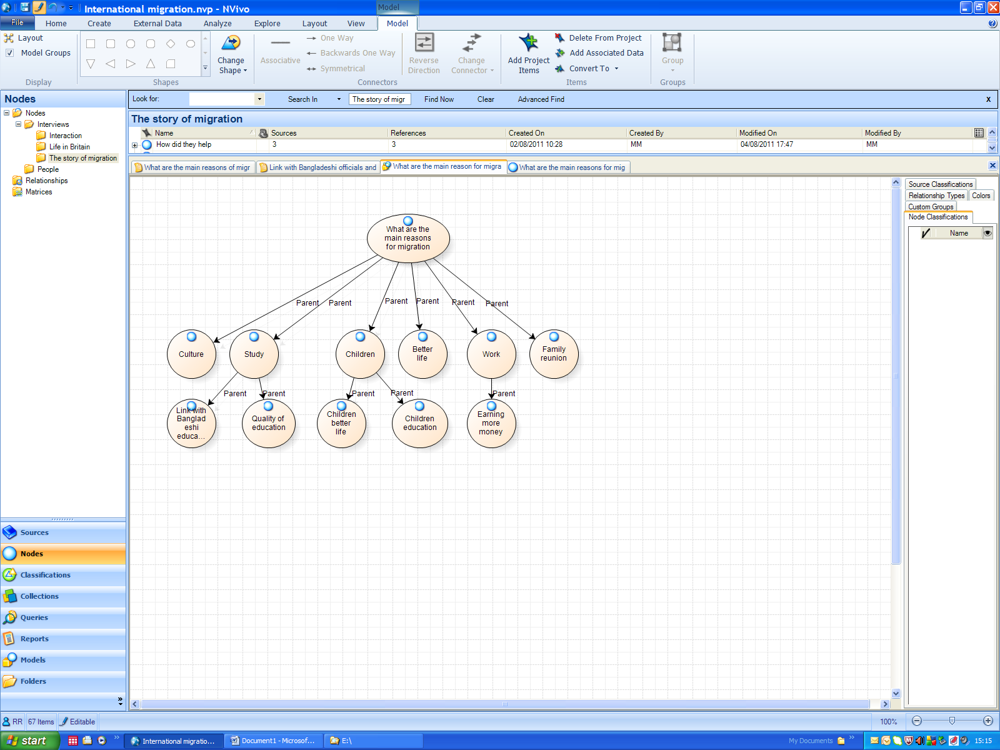 International migration.nvp - NVivo
Model
File Home Create External Data Analyze Explore Layout View Model
Layout
Model Groups
Display
Shapes
Change
Shape
Associative
One Way
Backwards One Way
Symmetrical
Reverse
Direction
Change
Connector
Connectors
Add Project
Items
Delete From Project
Add Associated Data
Convert To
Items
Group
Groups
Nodes
Nodes
Interviews
Interaction
Life in Britain
The story of migration
People
Relationships
Matrices
Look for: Search In The story of migr Find Now Clear Advanced Find x
The story of migration
Name Sources References Created On Created By Modified On Modified By
How did they help 3 3 02/08/2011 10:28 MM 04/08/2011 17:47 MM
What are the main reasons of migr Link with Bangladeshi officials and What are the main reason for migra What are the main reasons for mig
What are the
main reasons
for migration
Parent Parent Parent Parent Parent Parent
Culture
Study
Children
Better
life
Work
Family
reunion
Parent Parent Parent Parent Parent
Link with
Banglad
eshi
educa...
Quality of
education
Children
better
life
Children
education
Earning
more
money
Source Classifications
Relationship Types Colors
Custom Groups
Node Classifications
Name
Sources
Nodes
Classifications
Collections
Queries
Reports
Models
Folders
RR 67 Items Editable 100%
start International migratio... Document1 - Microsof... E:\ My Documents 15:15